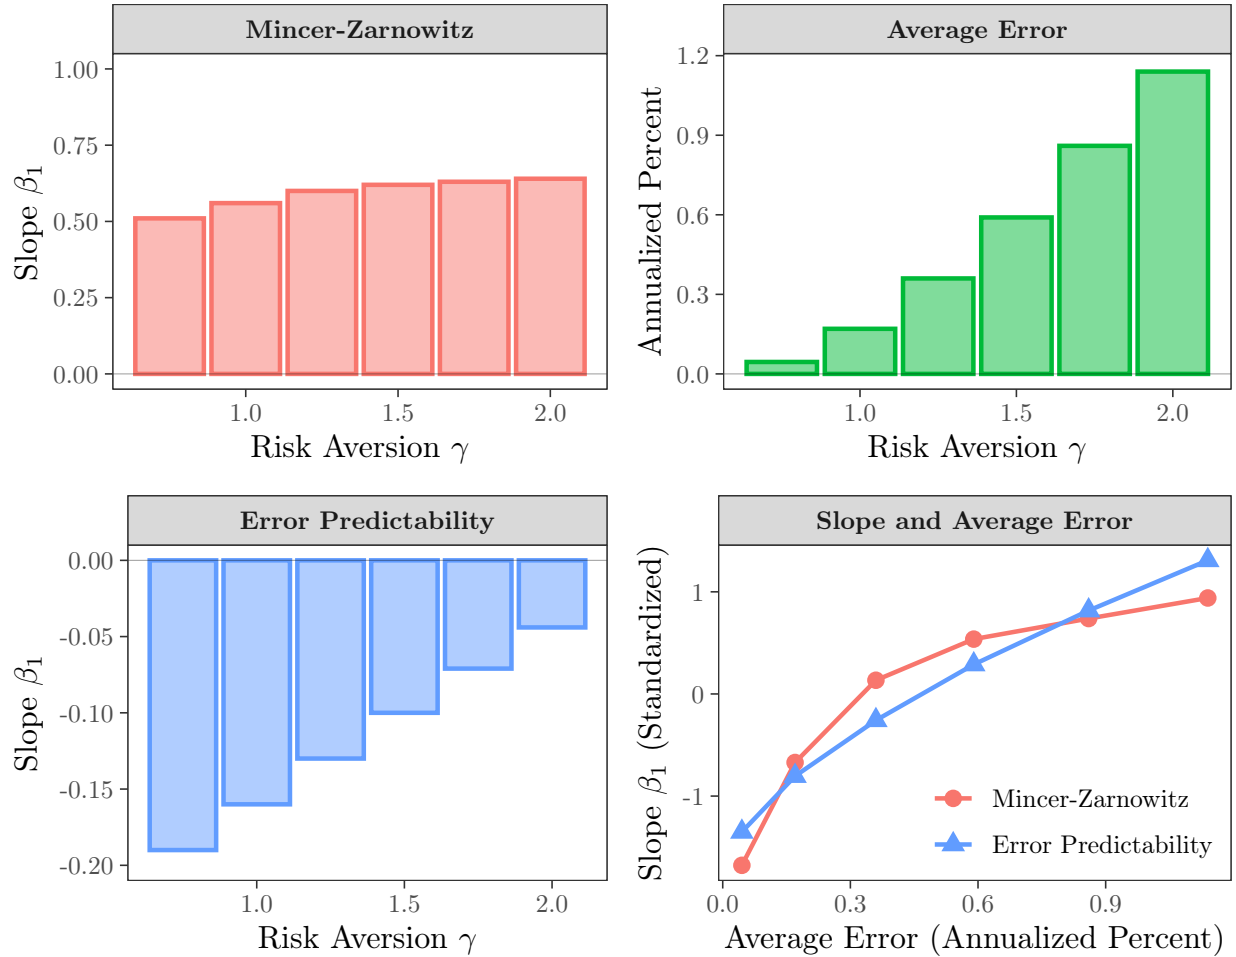 Mincer-Zarnowitz
1.00
0.75
0.50
0.25
0.00
Slope β₁
1.0 1.5 2.0
Risk Aversion γ
Average Error
1.2
0.9
0.6
0.3
0.0
Annualized Percent
1.0 1.5 2.0
Risk Aversion γ
Error Predictability
0.00
-0.05
-0.10
-0.15
-0.20
Slope β₁
1.0 1.5 2.0
Risk Aversion γ
Slope and Average Error
1
0
-1
Slope β₁ (Standardized)
Mincer-Zarnowitz
Error Predictability
0.0 0.3 0.6 0.9
Average Error (Annualized Percent)